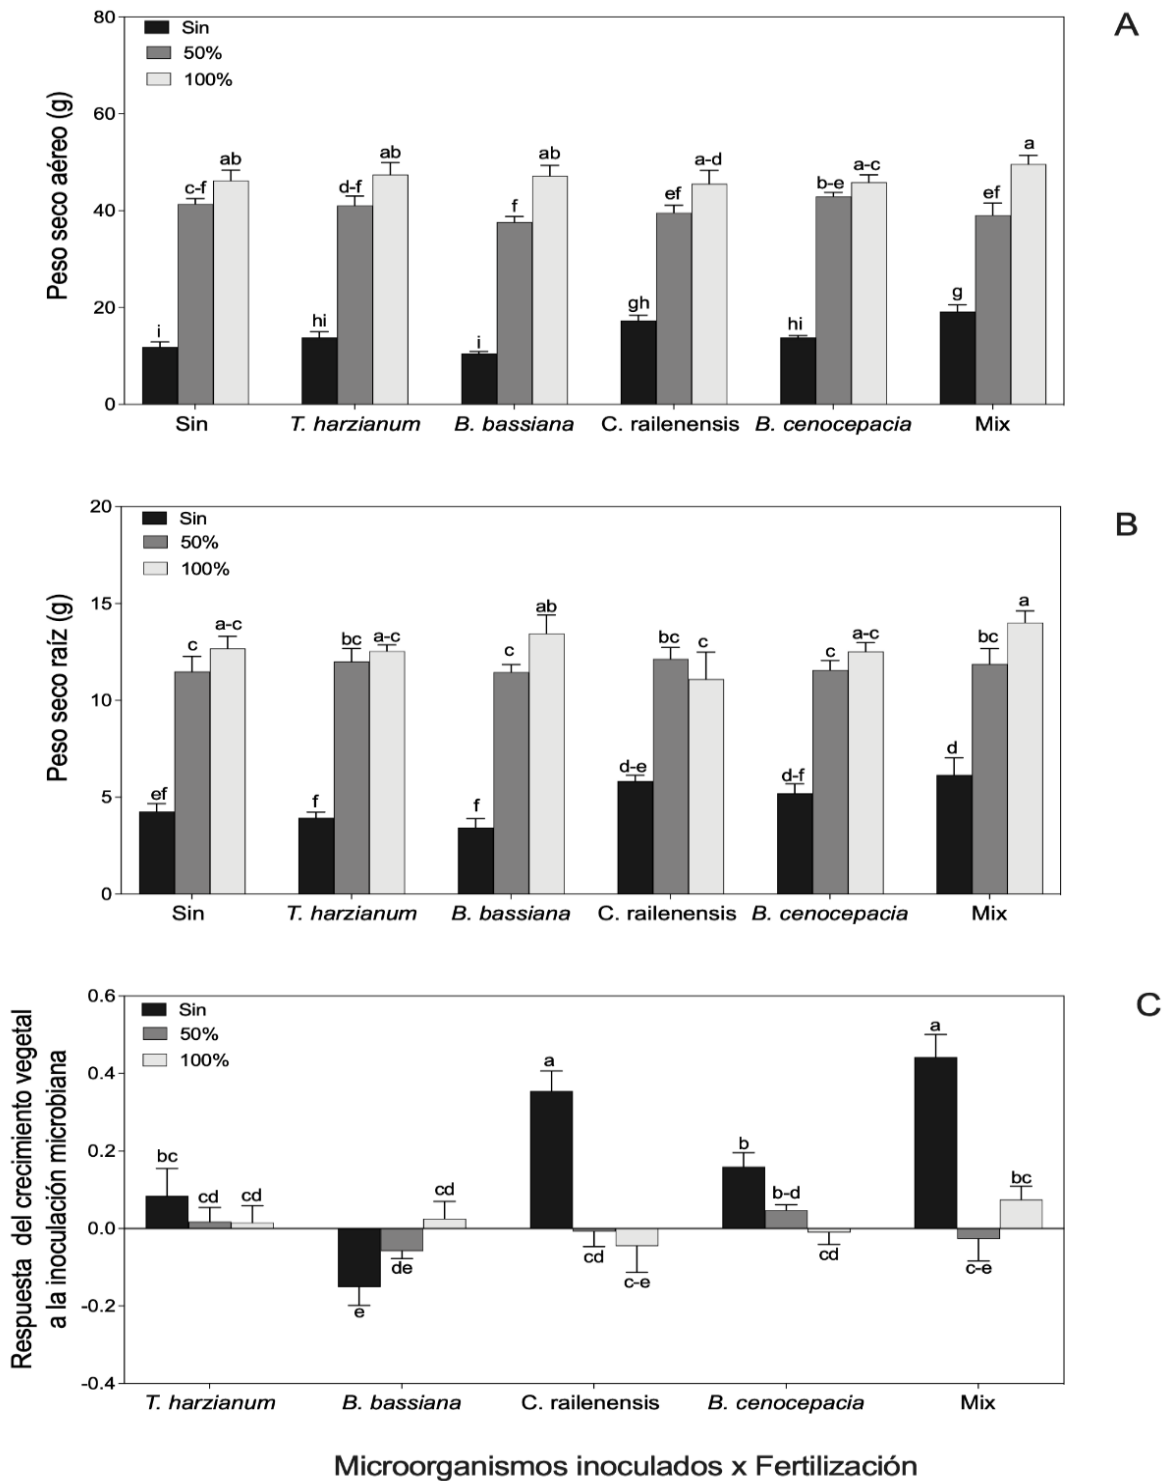 A
Peso seco aéreo (g)
80
60
40
20
0
Sin
50%
100%
i
c-f
ab
hi
d-f
ab
i
f
ab
gh
ef
a-d
hi
b-e
a-c
g
ef
a
Sin
T. harzianum
B. bassiana
C. railenensis
B. cenocepacia
Mix
B
Peso seco raíz (g)
20
15
10
5
0
Sin
50%
100%
ef
c
a-c
f
bc
a-c
f
c
ab
d-e
bc
c
d-f
c
a-c
d
bc
a
Sin
T. harzianum
B. bassiana
C. railenensis
B. cenocepacia
Mix
C
Respuesta del crecimiento vegetal
a la inoculación microbiana
0.6
0.4
0.2
0.0
-0.2
-0.4
Sin
50%
100%
bc
cd
cd
e
de
cd
a
cd
c-e
b
b-d
cd
a
c-e
bc
T. harzianum
B. bassiana
C. railenensis
B. cenocepacia
Mix
Microorganismos inoculados x Fertilización